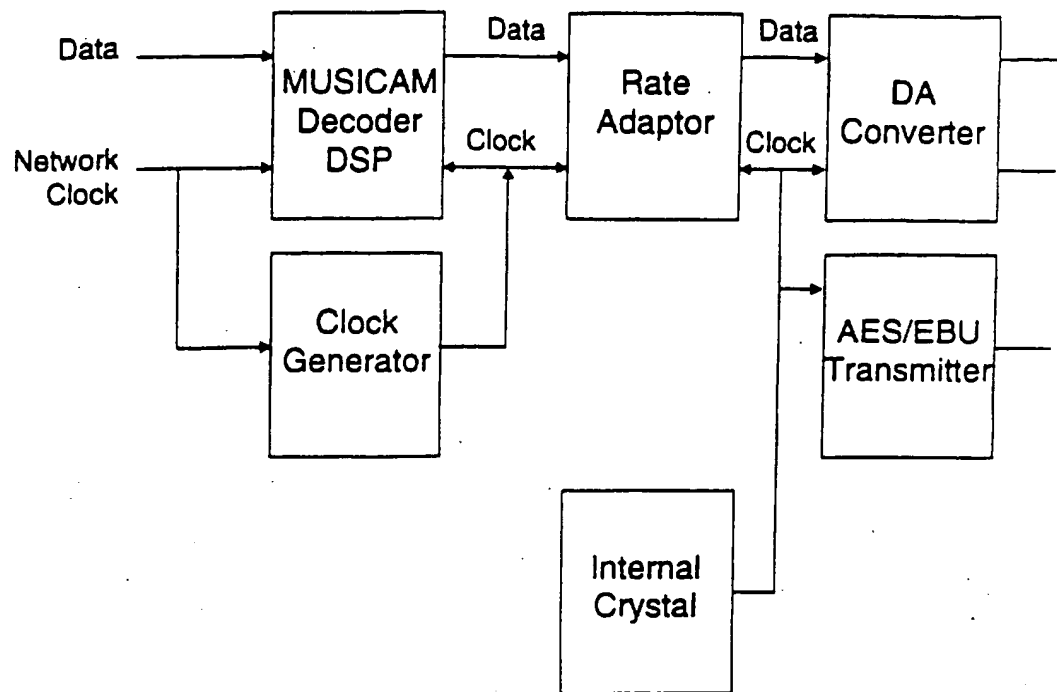 Data
MUSICAM
Decoder
DSP
Data
Rate
Adaptor
Data
DA
Converter
Network
Clock
Clock
Clock
Clock
Generator
AES/EBU
Transmitter
Internal
Crystal